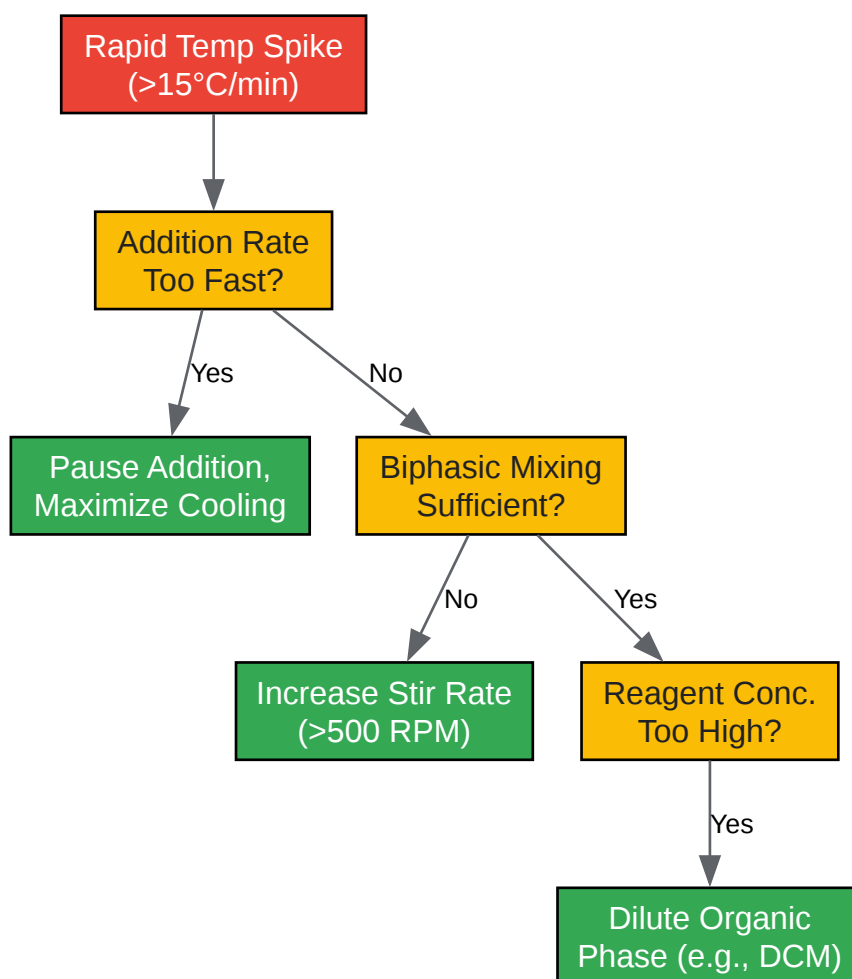 Rapid Temp Spike
(>15°C/min)
Addition Rate
Too Fast?
Yes
No
Pause Addition,
Maximize Cooling
Biphasic Mixing
Sufficient?
No
Yes
Increase Stir Rate
(>500 RPM)
Reagent Conc.
Too High?
Yes
Dilute Organic
Phase (e.g., DCM)